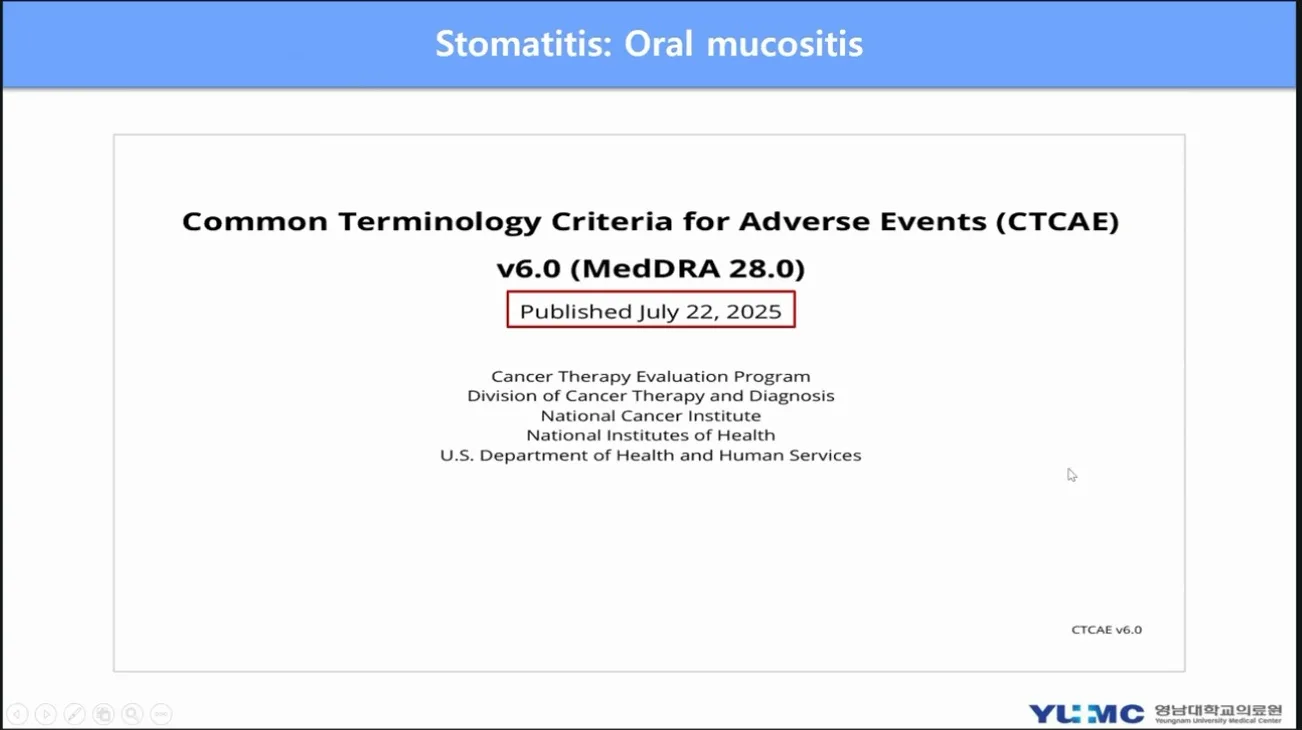 Stomatitis: Oral mucositis
Common Terminology Criteria for Adverse Events (CTCAE)
v6.0 (MedDRA 28.0)
Published July 22, 2025
Cancer Therapy Evaluation Program
Division of Cancer Therapy and Diagnosis
National Cancer Institute
National Institutes of Health
U.S. Department of Health and Human Services
CTCAE v6.0
YUMC 영남대학교의료원
Yeungnam University Medical Center